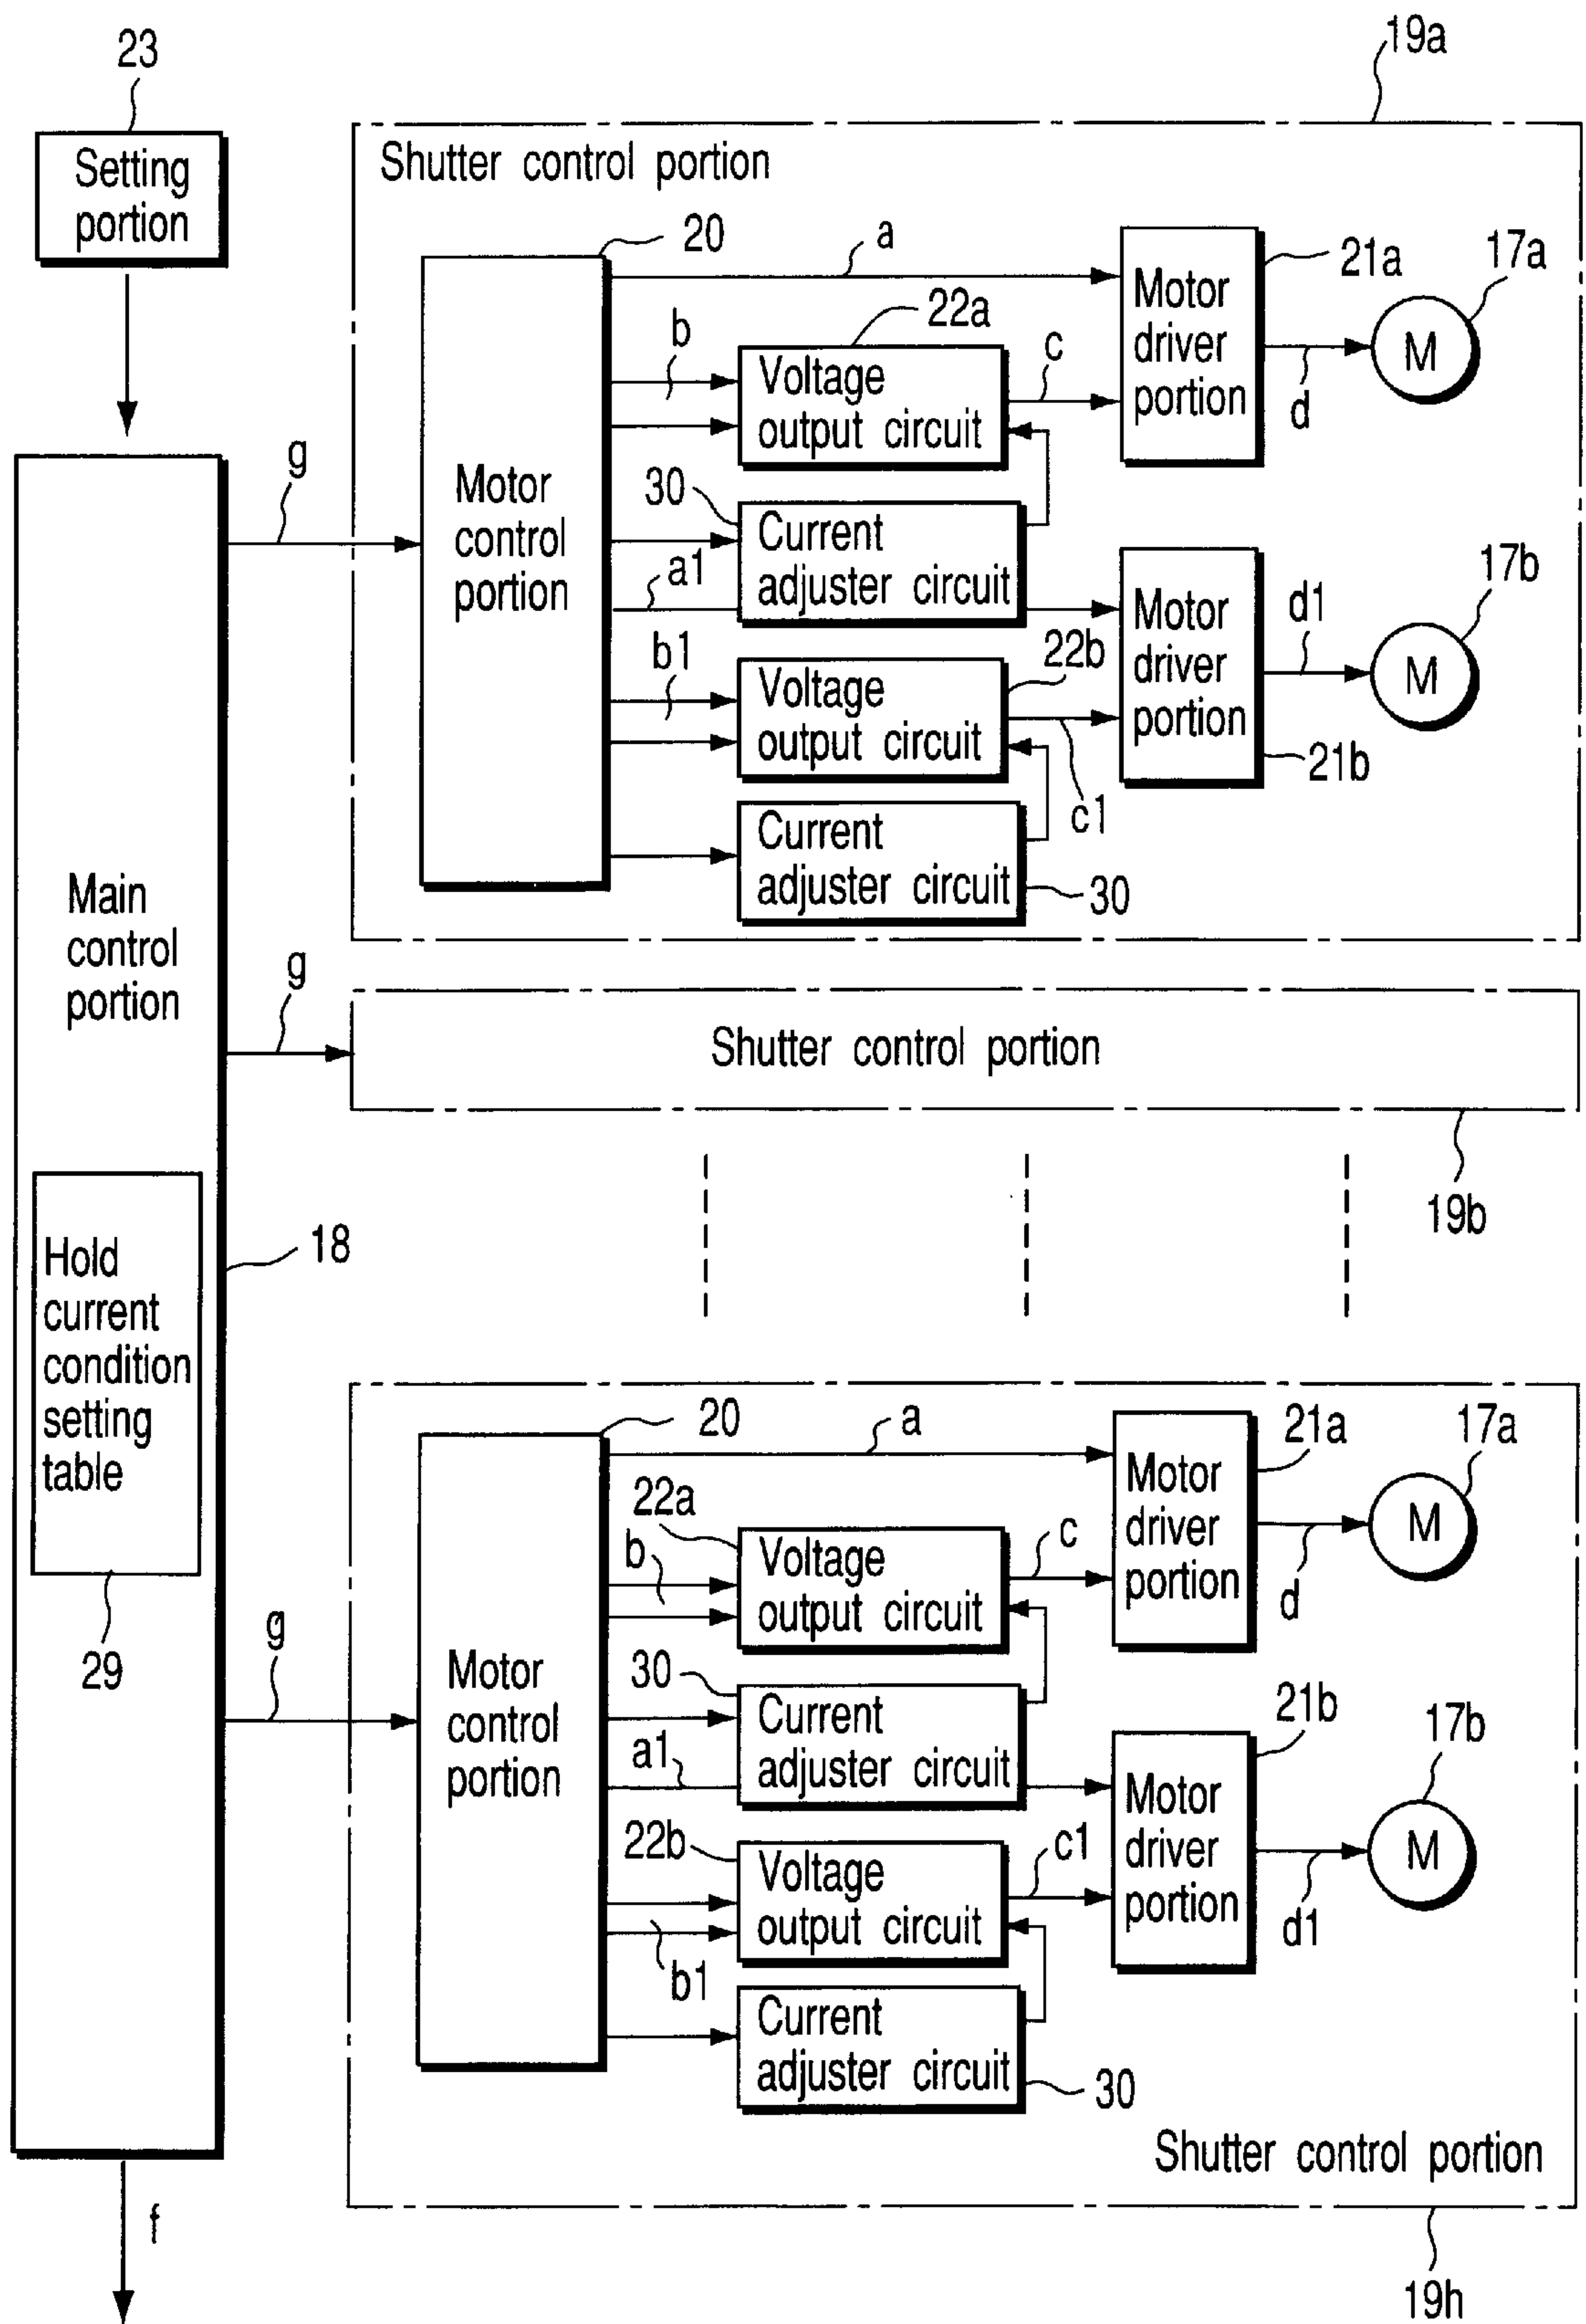 23
Setting
portion
g
Main
control
portion
g
Hold
current
condition
setting
table
18
29
g
f
19a
Shutter control portion
20
a
Motor
driver
portion
21a
17a
M
22a
b
Voltage
output circuit
c
d
Motor
control
portion
30
Current
adjuster circuit
a1
Motor
driver
portion
d1
17b
M
b1
Voltage
output circuit
22b
c1
21b
Current
adjuster circuit
30
Shutter control portion
19b
20
a
Motor
driver
portion
21a
17a
M
22a
b
Voltage
output circuit
c
d
Motor
control
portion
30
Current
adjuster circuit
a1
21b
17b
Motor
driver
portion
M
22b
Voltage
output circuit
c1
d1
b1
Current
adjuster circuit
30
Shutter control portion
19h